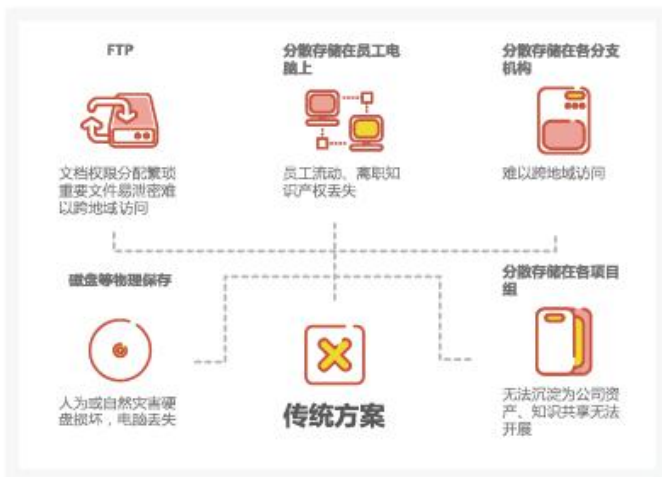 FTP
文档权限分配繁琐
重要文件易泄密难
以跨地域访问
分散存储在员工电
脑上
员工流动、离职知
识产权丢失
分散存储在各分支
机构
难以跨地域访问
磁盘等物理保存
人为或自然灾害硬
盘损坏，电脑丢失
传统方案
分散存储在各项目
组
无法沉淀为公司资
产、知识共享无法
开展